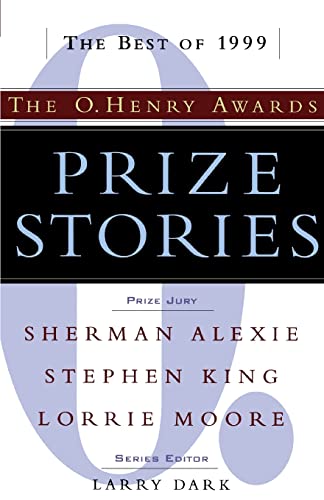 THE BEST OF 1999
THE O. HENRY AWARDS
PRIZE
STORIES
PRIZE JURY
SHERMAN ALEXIE
STEPHEN KING
LORRIE MOORE
SERIES EDITOR
LARRY DARK
O.